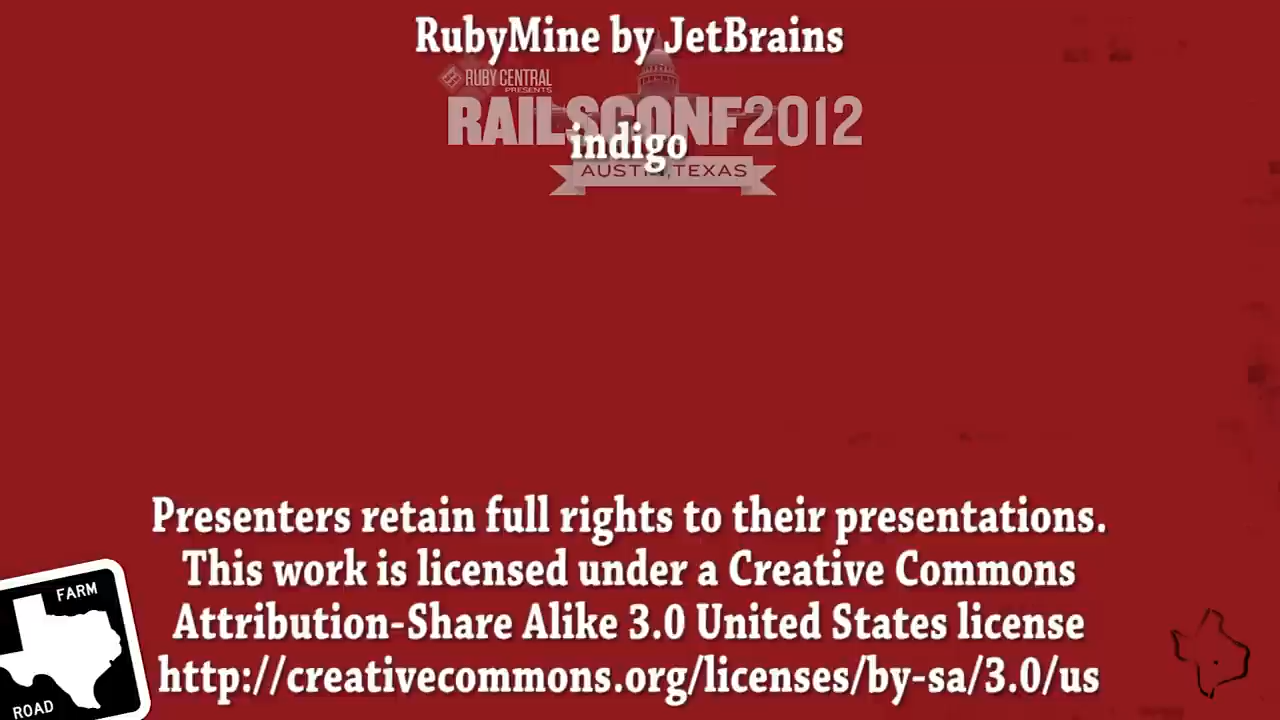 RubyMine by JetBrains
RUBY CENTRAL
PRESENTS
RAILSCONF2012
indigo
AUSTIN, TEXAS
Presenters retain full rights to their presentations.
This work is licensed under a Creative Commons
Attribution-Share Alike 3.0 United States license
http://creativecommons.org/licenses/by-sa/3.0/us
FARM
ROAD